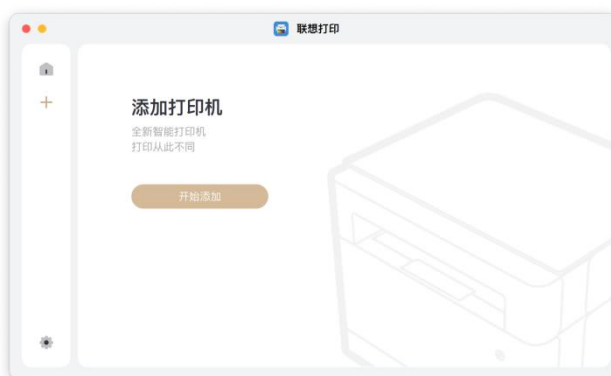 联想打印
添加打印机
全新智能打印机
打印从此不同
开始添加